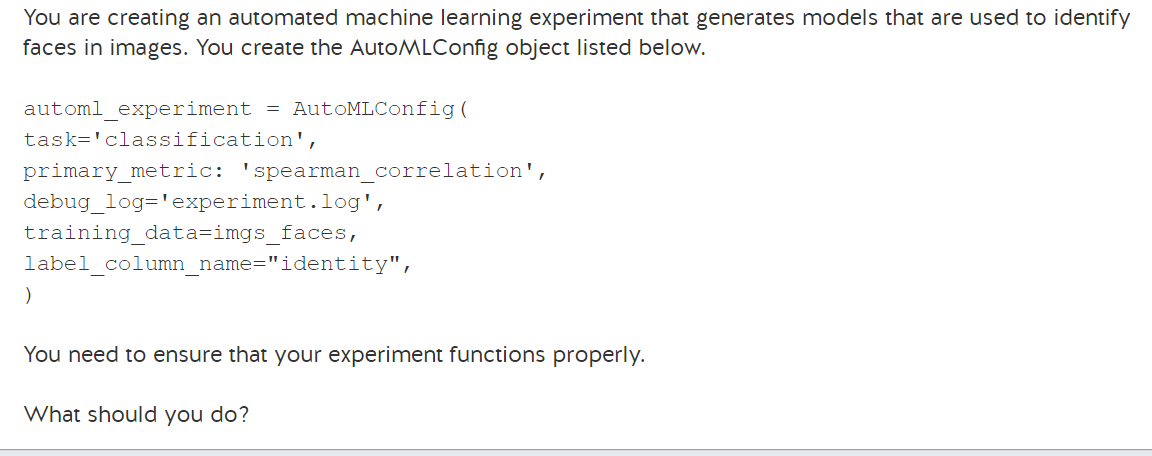 You are creating an automated machine learning experiment that generates models that are used to identify
faces in images. You create the AutoMLConfig object listed below.
automl_experiment = AutoMLConfig(
task='classification',
primary_metric: 'spearman_correlation',
debug_log='experiment.log',
training_data=imgs_faces,
label_column_name="identity",
)
You need to ensure that your experiment functions properly.
What should you do?